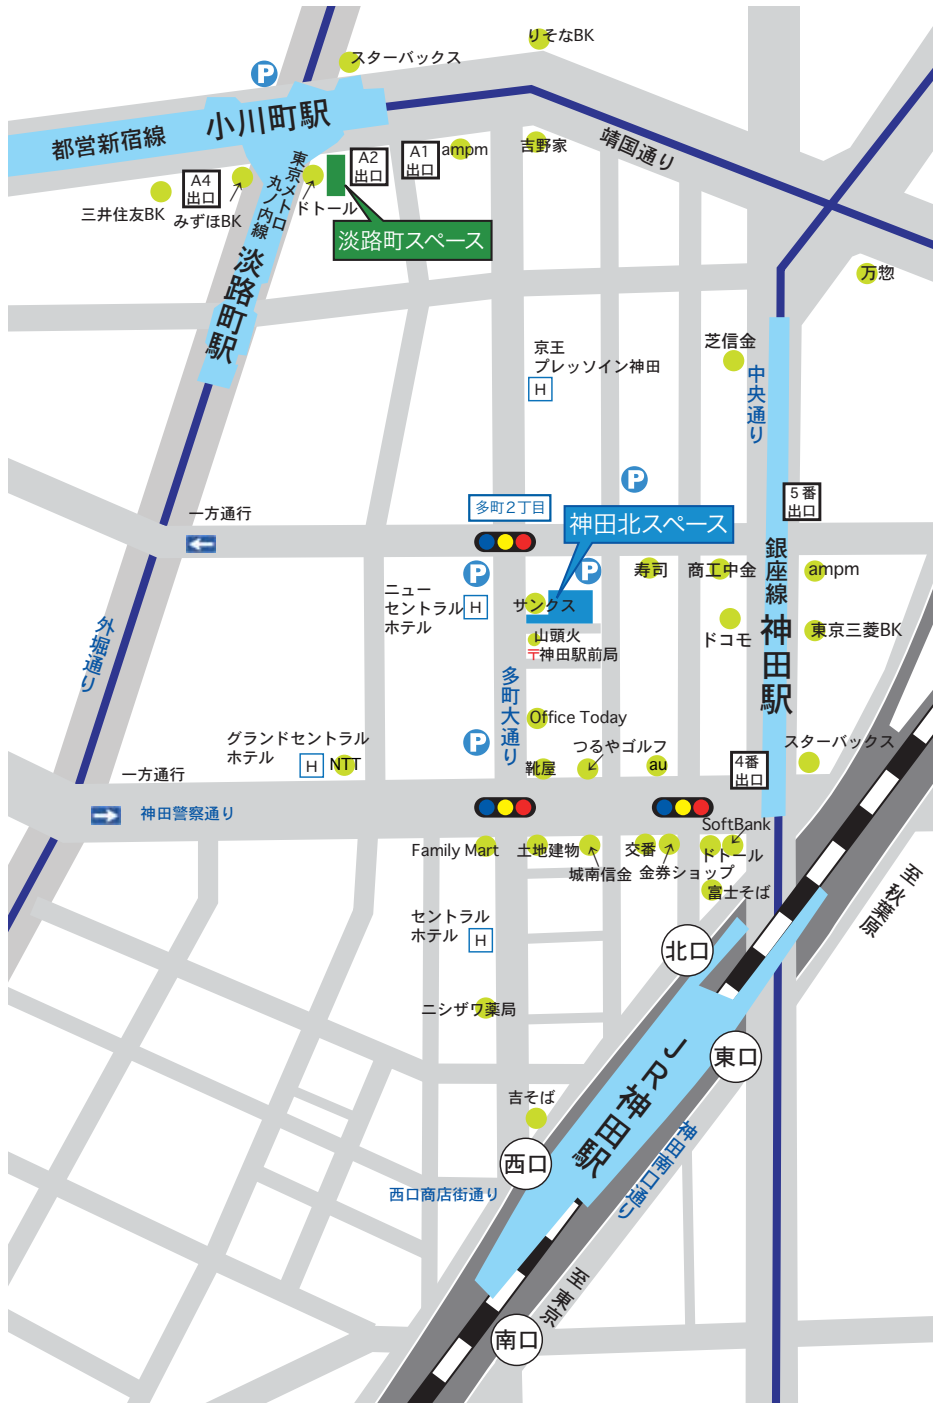 りそなBK
スターバックス
P
小川町駅
都営新宿線
吉野家
靖国通り
ampm
A1
出口
A2
出口
A4
出口
東京メトロ
丸ノ内線
三井住友BK
みずほBK
ドトール
淡路町スペース
淡路町駅
万惣
芝信金
京王
プレッソイン神田
H
中央通り
P
5番
出口
多町2丁目
一方通行
神田北スペース
銀座線
神田駅
寿司
商工中金
ampm
P
P
ニュー
セントラル
ホテル
H
サンクス
山頭火
〒神田駅前局
ドコモ
東京三菱BK
外堀通り
多町大通り
Office Today
P
グランドセントラル
ホテル
H
NTT
つるやゴルフ
靴屋
au
4番
出口
スターバックス
一方通行
神田警察通り
SoftBank
Family Mart
土地建物
城南信金
交番
金券ショップ
ドトール
富士そば
至秋葉原
セントラル
ホテル
H
北口
ニシザワ薬局
東口
JR神田駅
吉そば
西口
神田南口通り
西口商店街通り
至東京
南口